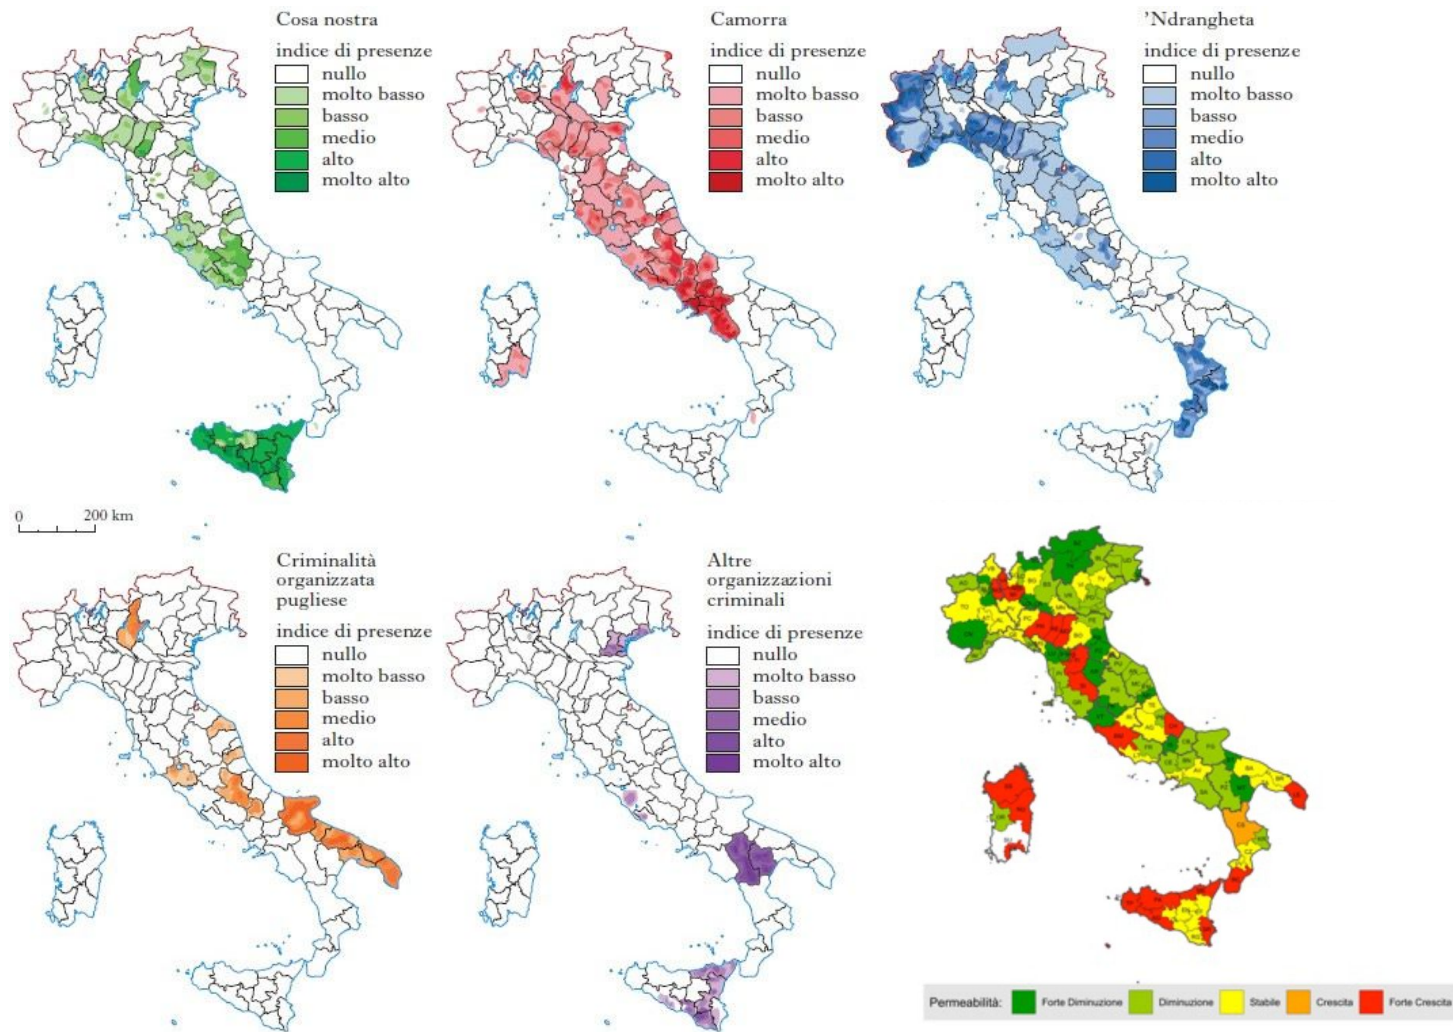 Cosa nostra
indice di presenze
nullo
molto basso
basso
medio
alto
molto alto
Camorra
indice di presenze
nullo
molto basso
basso
medio
alto
molto alto
’Ndrangheta
indice di presenze
nullo
molto basso
basso
medio
alto
molto alto
0 200 km
Criminalità
organizzata
pugliese
indice di presenze
nullo
molto basso
basso
medio
alto
molto alto
Altre
organizzazioni
criminali
indice di presenze
nullo
molto basso
basso
medio
alto
molto alto
Permeabilità: Forte Diminuzione Diminuzione Stabile Crescita Forte Crescita